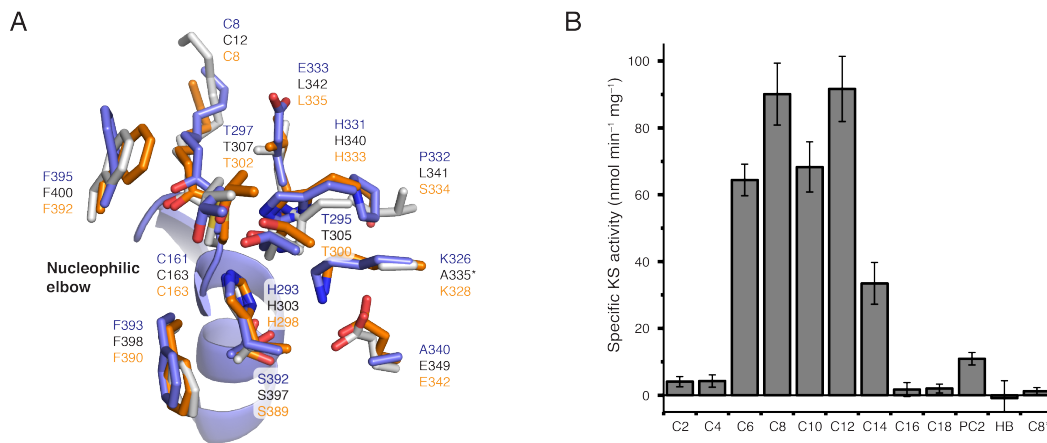 A
C8
C12
C8
E333
L342
L335
T297
T307
T302
H331
H340
H333
P332
L341
S334
F395
F400
F392
T295
T305
T300
Nucleophilic
elbow
C161
C163
C163
K326
A335*
K328
H293
H303
H298
F393
F398
F390
A340
E349
E342
S392
S397
S389
B
Specific KS activity (nmol min⁻¹ mg⁻¹)
100
80
60
40
20
0
C2 C4 C6 C8 C10 C12 C14 C16 C18 PC2 HB C8*